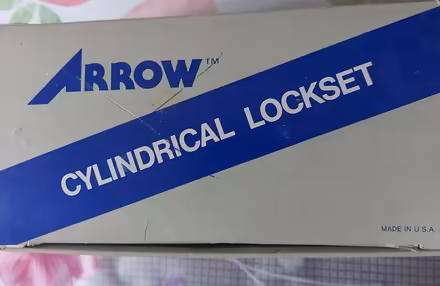 ARROW™
CYLINDRICAL LOCKSET
MADE IN U.S.A.